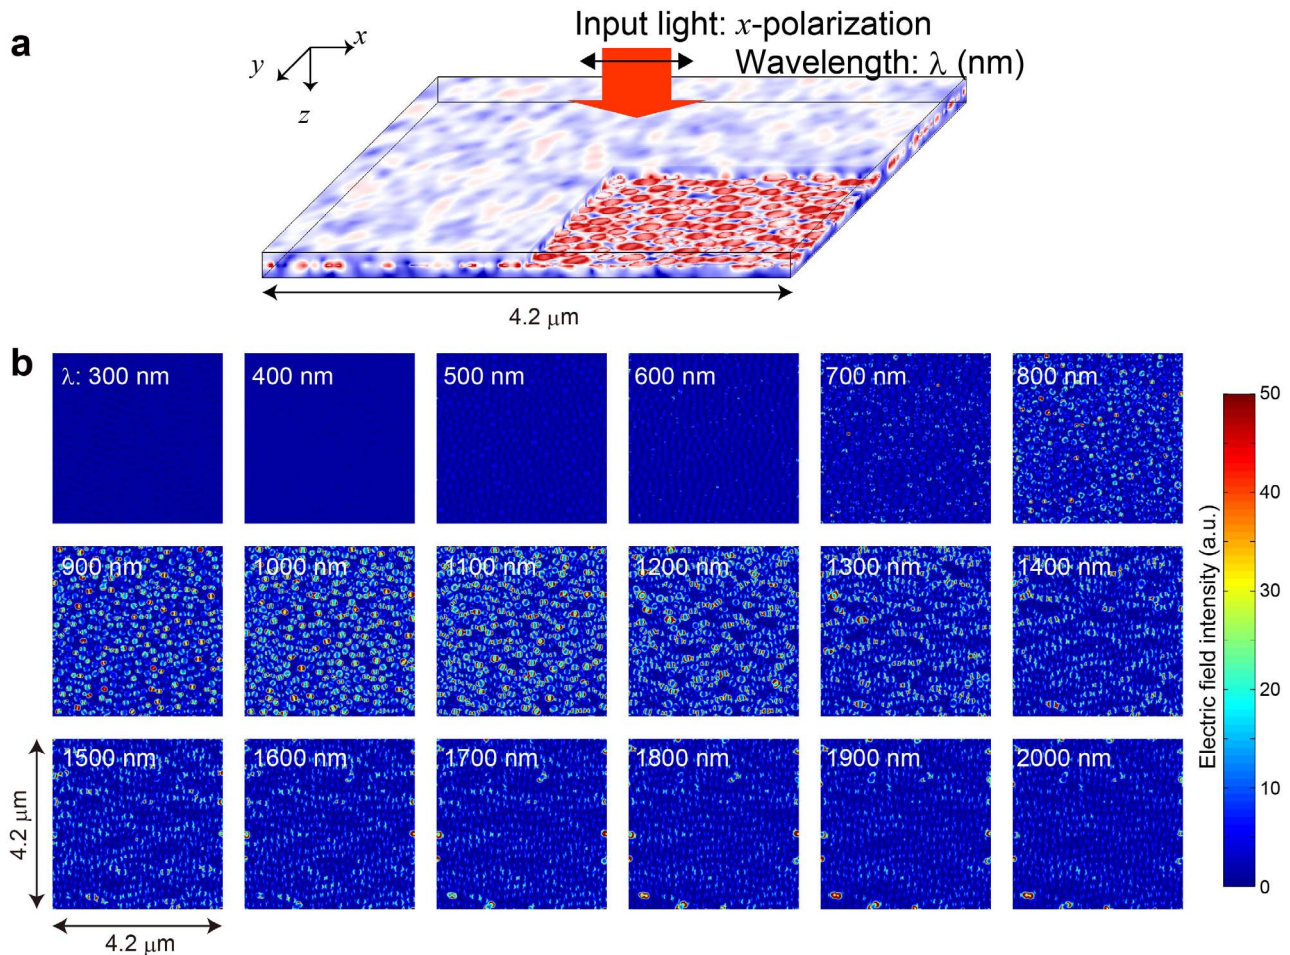 a
Input light: x-polarization
Wavelength: λ (nm)
x
y
z
4.2 μm
b
λ: 300 nm
400 nm
500 nm
600 nm
700 nm
800 nm
900 nm
1000 nm
1100 nm
1200 nm
1300 nm
1400 nm
1500 nm
1600 nm
1700 nm
1800 nm
1900 nm
2000 nm
4.2 μm
4.2 μm
50
40
30
20
10
0
Electric field intensity (a.u.)